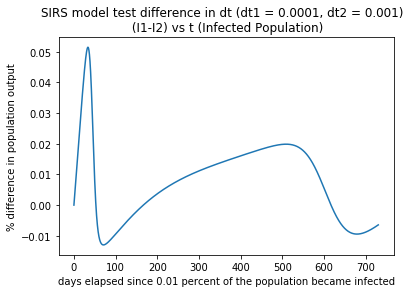 SIRS model test difference in dt (dt1 = 0.0001, dt2 = 0.001)
(I1-I2) vs t (Infected Population)
% difference in population output
0.05
0.04
0.03
0.02
0.01
0.00
−0.01
0 100 200 300 400 500 600 700
days elapsed since 0.01 percent of the population became infected